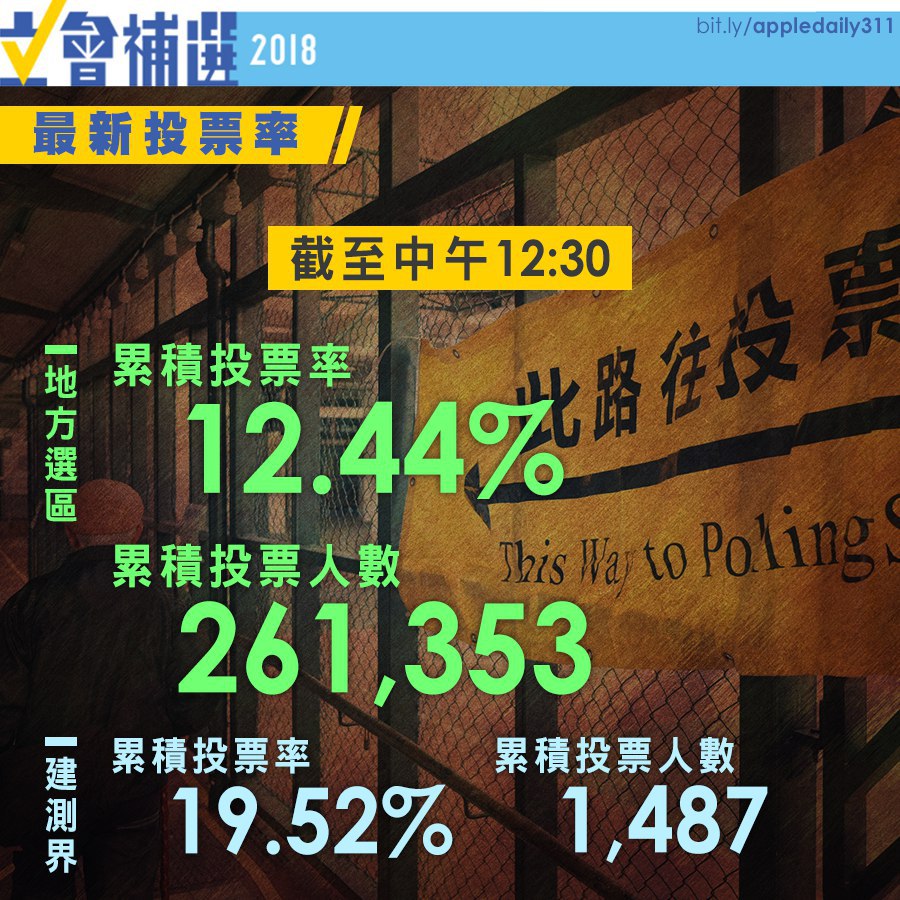 立會補選 2018
bit.ly/appledaily311
最新投票率
截至中午12:30
地方選區
累積投票率
12.44%
累積投票人數
261,353
此路往投票
This Way to Polling S
建測界
累積投票率
19.52%
累積投票人數
1,487